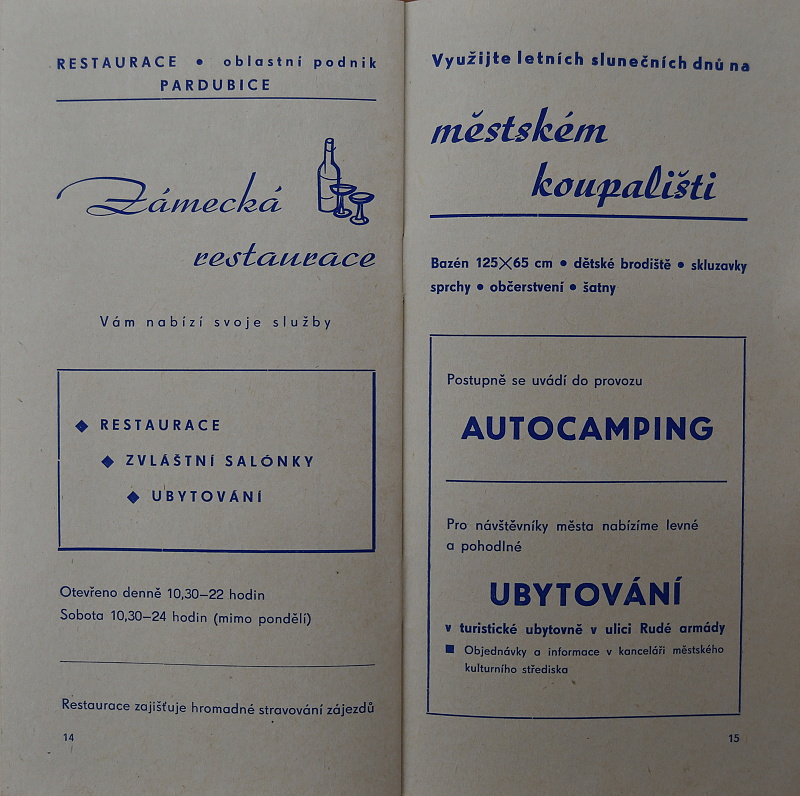 RESTAURACE • oblastní podnik
PARDUBICE
Zámecká
restaurace
Vám nabízí svoje služby
◆ RESTAURACE
◆ ZVLÁŠTNÍ SALÓNKY
◆ UBYTOVÁNÍ
Otevřeno denně 10,30—22 hodin
Sobota 10,30—24 hodin (mimo pondělí)
Restaurace zajišťuje hromadné stravování zájezdů
14
Využijte letních slunečních dnů na
městském
koupališti
Bazén 125×65 cm • dětské brodiště • skluzavky
sprchy • občerstvení • šatny
Postupně se uvádí do provozu
AUTOCAMPING
Pro návštěvníky města nabízíme levné
a pohodlné
UBYTOVÁNÍ
v turistické ubytovně v ulici Rudé armády
■ Objednávky a informace v kanceláři městského
kulturního střediska
15